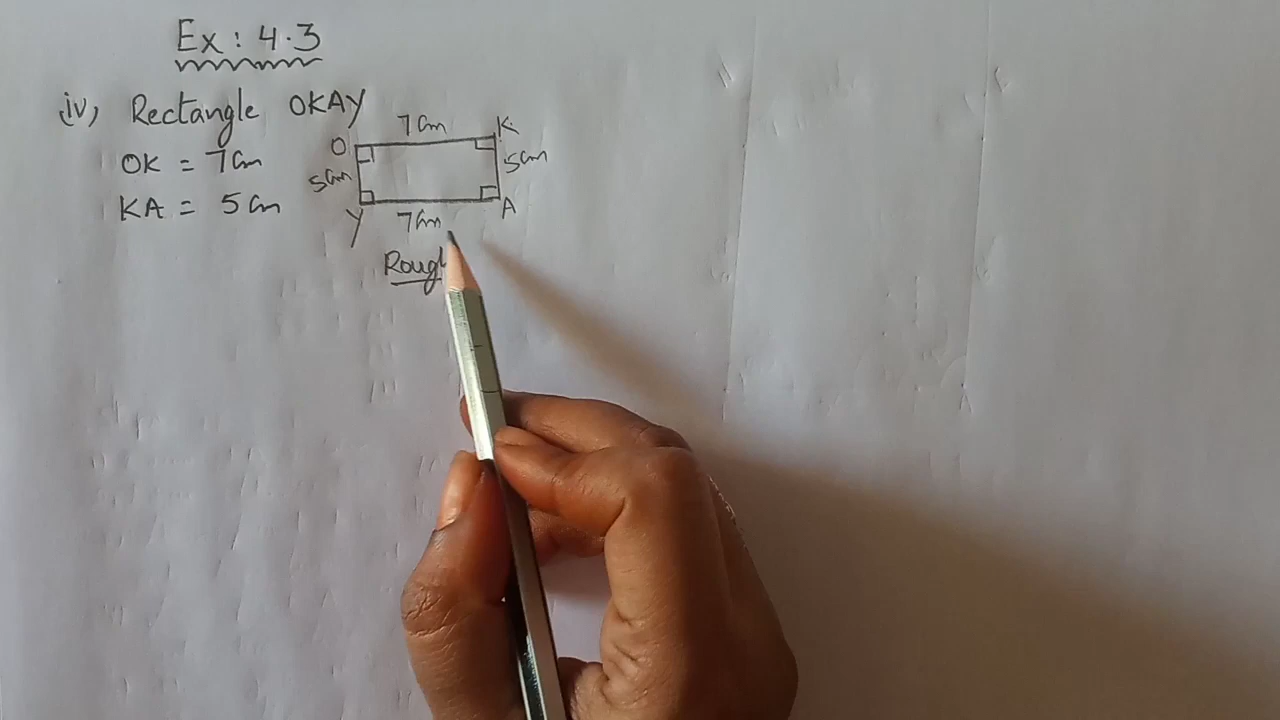 Ex : 4.3
iv) Rectangle OKAY
OK = 7cm
KA = 5cm
7cm
O
K
5cm
5cm
Y
7cm
A